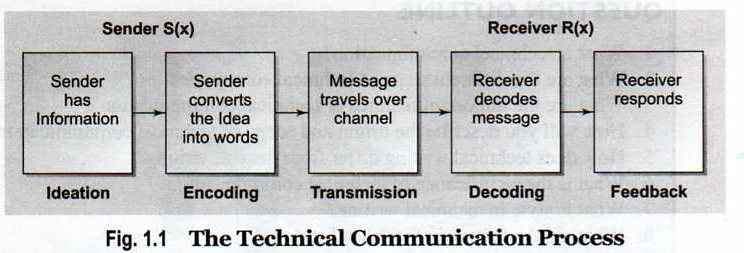 Sender S(x)
Receiver R(x)
Sender
has
Information
Sender
converts
the Idea
into words
Message
travels over
channel
Receiver
decodes
message
Receiver
responds
Ideation
Encoding
Transmission
Decoding
Feedback
Fig. 1.1 The Technical Communication Process